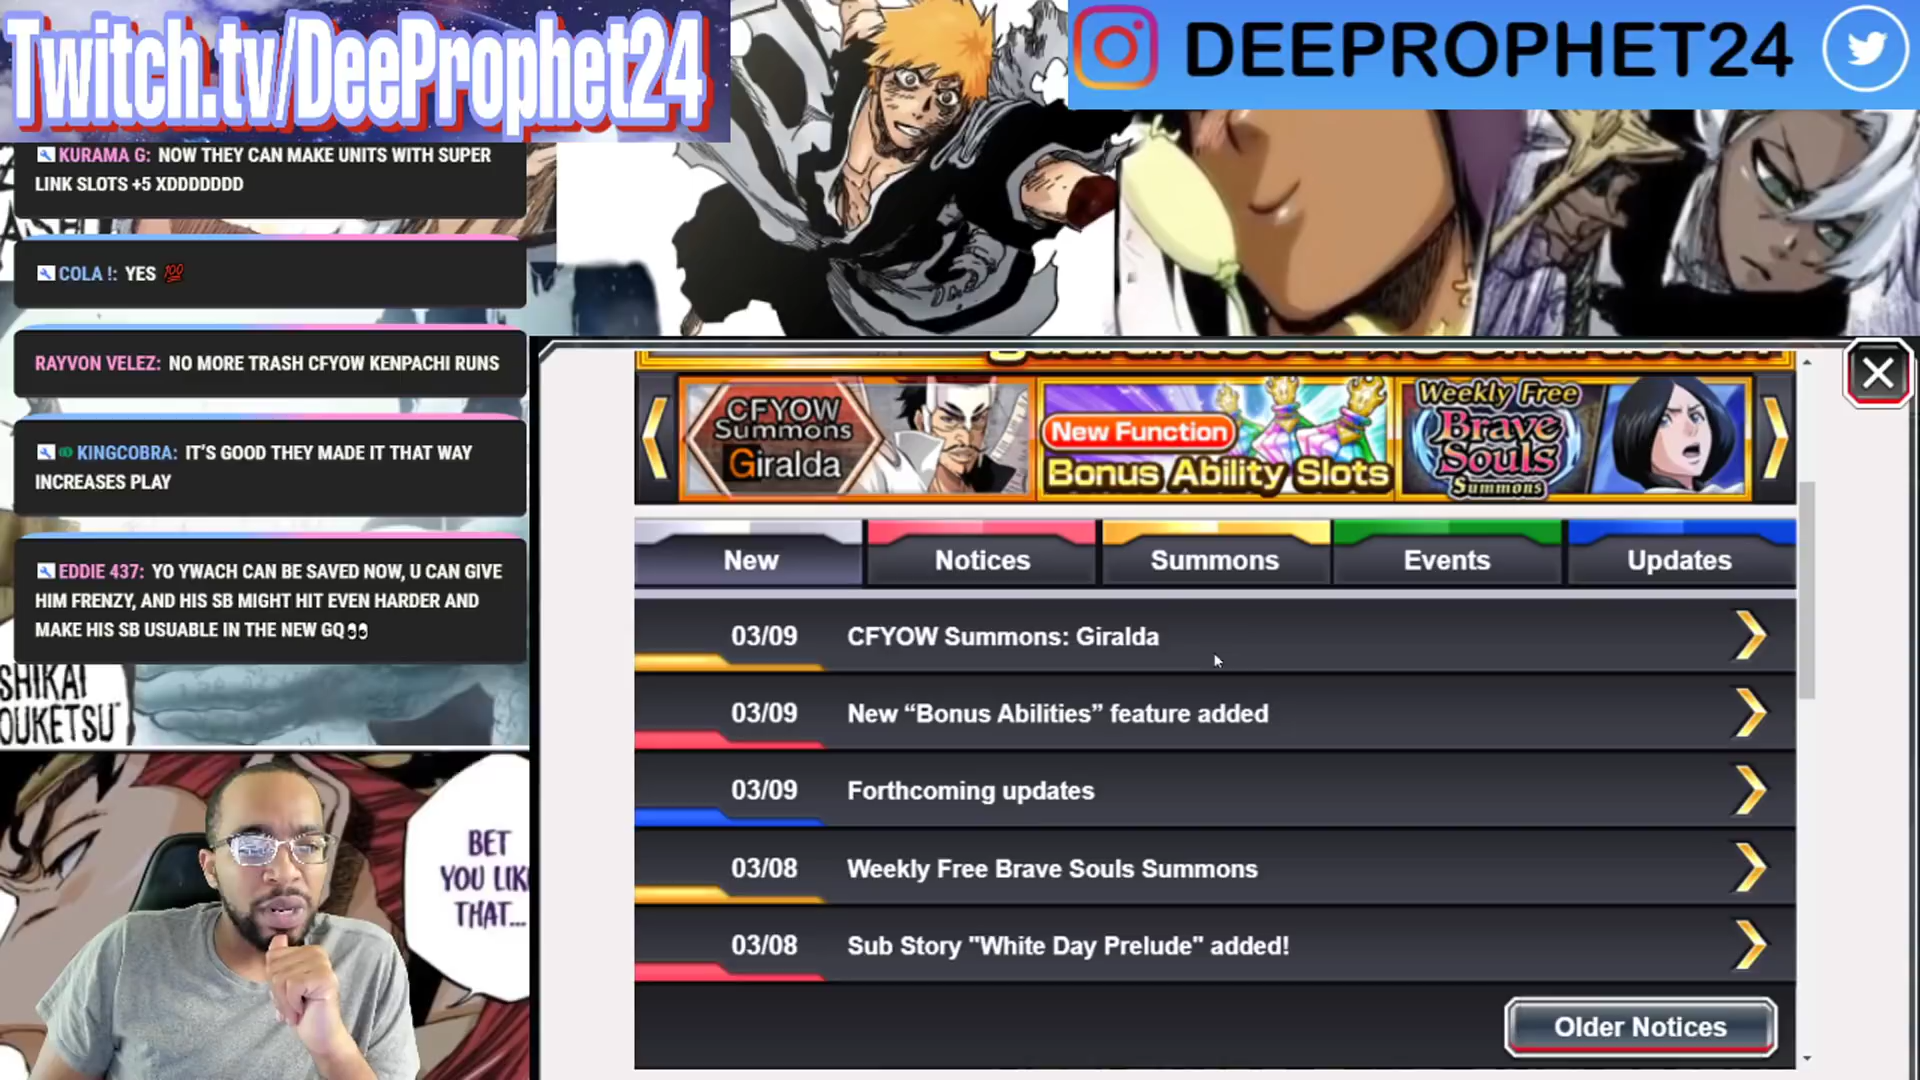 Twitch.tv/DeeProphet24
DEEPROPHET24
KURAMA G: NOW THEY CAN MAKE UNITS WITH SUPER
LINK SLOTS +5 XDDDDDDD
COLA !: YES 💯
RAYVON VELEZ: NO MORE TRASH CFYOW KENPACHI RUNS
KINGCOBRA: IT'S GOOD THEY MADE IT THAT WAY
INCREASES PLAY
EDDIE 437: YO YWACH CAN BE SAVED NOW, U CAN GIVE
HIM FRENZY, AND HIS SB MIGHT HIT EVEN HARDER AND
MAKE HIS SB USUABLE IN THE NEW GQ👀
SHIKAI
OUKETSU
BET
YOU LIK
THAT...
CFYOW
Summons
Giralda
New Function
Bonus Ability Slots
Weekly Free
Brave
Souls
Summons
New
Notices
Summons
Events
Updates
03/09 CFYOW Summons: Giralda
03/09 New “Bonus Abilities” feature added
03/09 Forthcoming updates
03/08 Weekly Free Brave Souls Summons
03/08 Sub Story "White Day Prelude" added!
Older Notices